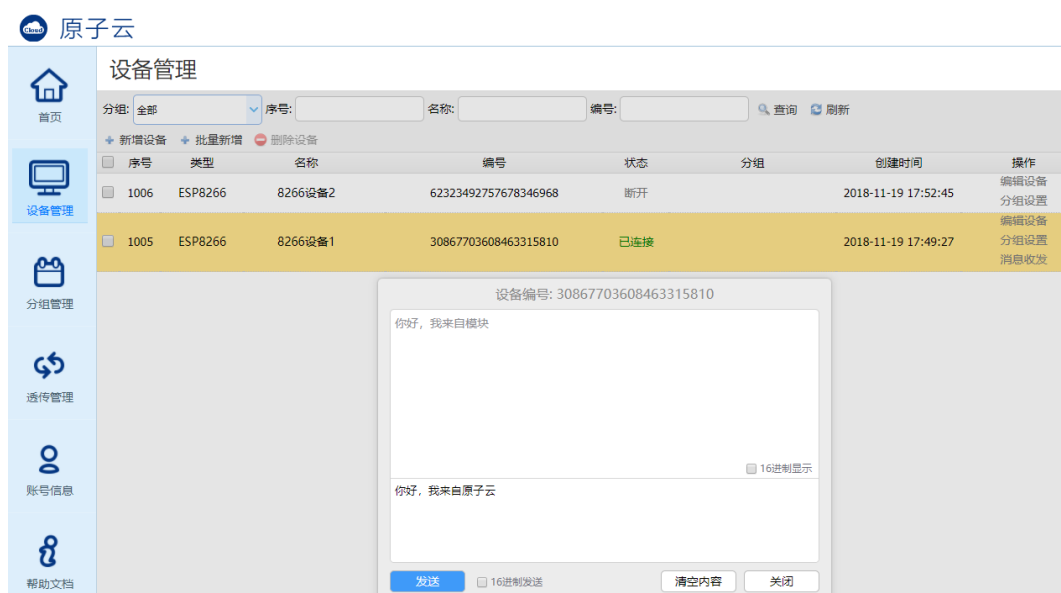 Cloud 原子云
设备管理
首页
设备管理
分组管理
透传管理
账号信息
帮助文档
分组: 全部 序号: 名称: 编号: 查询 刷新
新增设备 批量新增 删除设备
序号 类型 名称 编号 状态 分组 创建时间 操作
1006 ESP8266 8266设备2 62323492757678346968 断开 2018-11-19 17:52:45 编辑设备
分组设置
1005 ESP8266 8266设备1 30867703608463315810 已连接 2018-11-19 17:49:27 编辑设备
分组设置
消息收发
设备编号: 30867703608463315810
你好，我来自模块
16进制显示
你好，我来自原子云
发送 16进制发送 清空内容 关闭